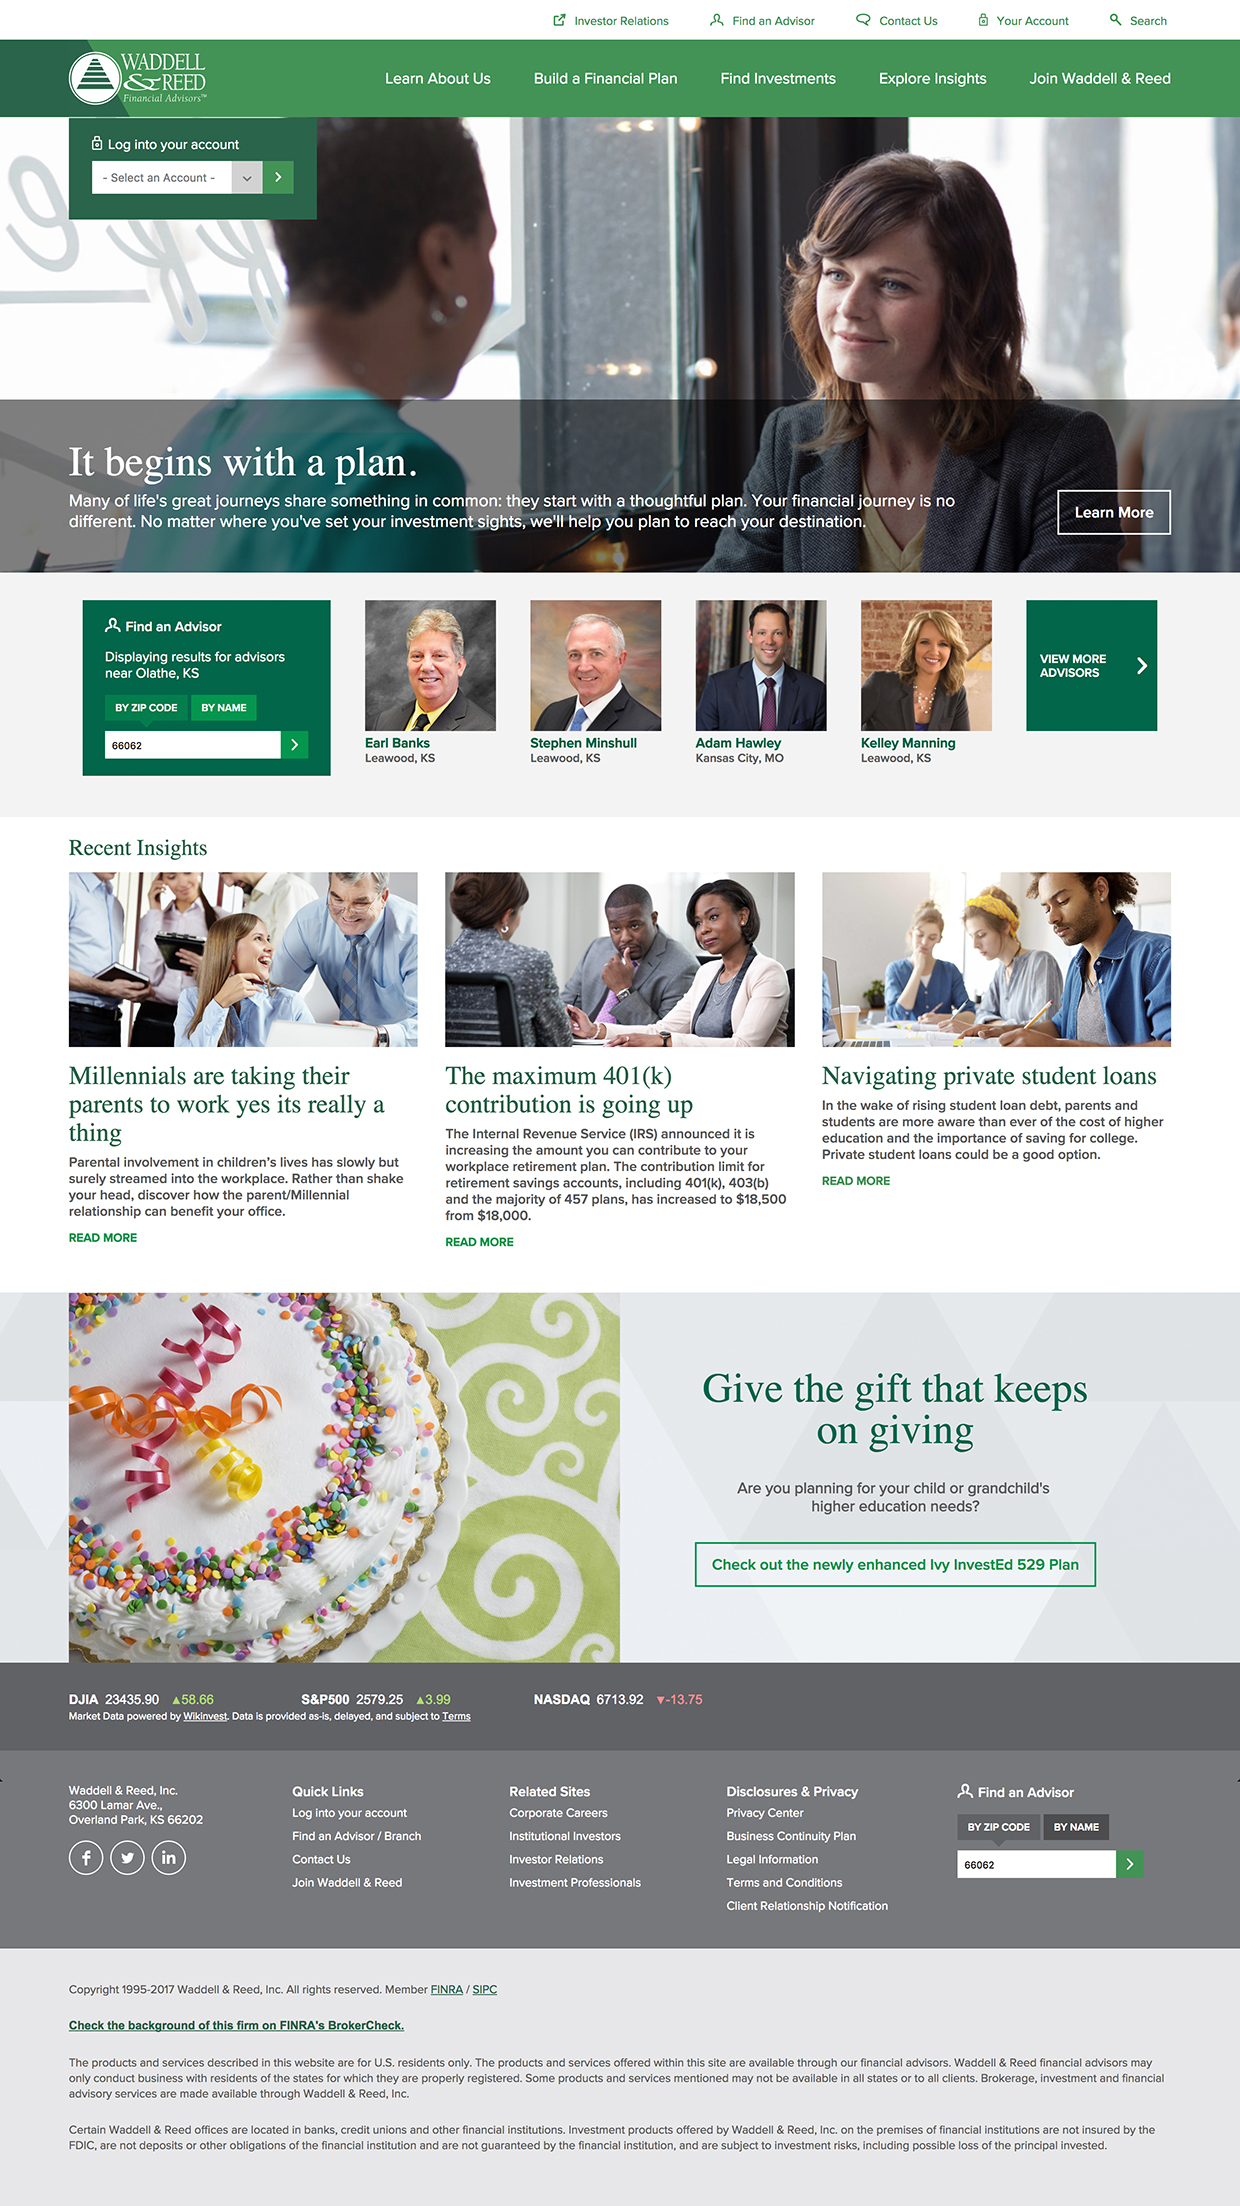 Investor Relations
Find an Advisor
Contact Us
Your Account
Search
WADDELL
& REED
Financial Advisors™
Learn About Us
Build a Financial Plan
Find Investments
Explore Insights
Join Waddell & Reed
Log into your account
- Select an Account -
It begins with a plan.
Many of life's great journeys share something in common: they start with a thoughtful plan. Your financial journey is no
different. No matter where you've set your investment sights, we'll help you plan to reach your destination.
Learn More
Find an Advisor
Displaying results for advisors
near Olathe, KS
BY ZIP CODE
BY NAME
66062
Earl Banks
Leawood, KS
Stephen Minshull
Leawood, KS
Adam Hawley
Kansas City, MO
Kelley Manning
Leawood, KS
VIEW MORE
ADVISORS
Recent Insights
Millennials are taking their
parents to work yes its really a
thing
Parental involvement in children's lives has slowly but
surely streamed into the workplace. Rather than shake
your head, discover how the parent/Millennial
relationship can benefit your office.
READ MORE
The maximum 401(k)
contribution is going up
The Internal Revenue Service (IRS) announced it is
increasing the amount you can contribute to your
workplace retirement plan. The contribution limit for
retirement savings accounts, including 401(k), 403(b)
and the majority of 457 plans, has increased to $18,500
from $18,000.
READ MORE
Navigating private student loans
In the wake of rising student loan debt, parents and
students are more aware than ever of the cost of higher
education and the importance of saving for college.
Private student loans could be a good option.
READ MORE
Give the gift that keeps
on giving
Are you planning for your child or grandchild's
higher education needs?
Check out the newly enhanced Ivy InvestEd 529 Plan
DJIA 23435.90 ▲58.66
S&P500 2579.25 ▲3.99
NASDAQ 6713.92 ▼-13.75
Market Data powered by Wikinvest. Data is provided as-is, delayed, and subject to Terms
Waddell & Reed, Inc.
6300 Lamar Ave.,
Overland Park, KS 66202
Quick Links
Log into your account
Find an Advisor / Branch
Contact Us
Join Waddell & Reed
Related Sites
Corporate Careers
Institutional Investors
Investor Relations
Investment Professionals
Disclosures & Privacy
Privacy Center
Business Continuity Plan
Legal Information
Terms and Conditions
Client Relationship Notification
Find an Advisor
BY ZIP CODE
BY NAME
66062
Copyright 1995-2017 Waddell & Reed, Inc. All rights reserved. Member FINRA / SIPC
Check the background of this firm on FINRA's BrokerCheck.
The products and services described in this website are for U.S. residents only. The products and services offered within this site are available through our financial advisors. Waddell & Reed financial advisors may
only conduct business with residents of the states for which they are properly registered. Some products and services mentioned may not be available in all states or to all clients. Brokerage, investment and financial
advisory services are made available through Waddell & Reed, Inc.
Certain Waddell & Reed offices are located in banks, credit unions and other financial institutions. Investment products offered by Waddell & Reed, Inc. on the premises of financial institutions are not insured by the
FDIC, are not deposits or other obligations of the financial institution and are not guaranteed by the financial institution, and are subject to investment risks, including possible loss of the principal invested.